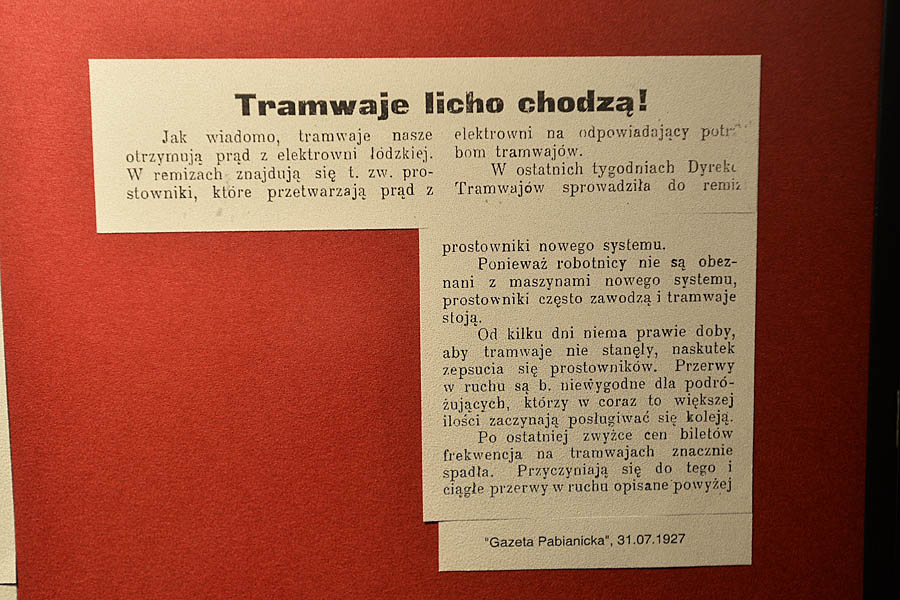 Tramwaje licho chodzą!
Jak wiadomo, tramwaje nasze
otrzymują prąd z elektrowni łódzkiej.
W remizach znajdują się t. zw. pro-
stowniki, które przetwarzają prąd z
elektrowni na odpowiadający
bom tramwajów.
W ostatnich tygodniach
Tramwajów sprowadziła do
prostowniki nowego systemu.
Ponieważ robotnicy nie są obez-
nani z maszynami nowego systemu,
prostowniki często zawodzą i tramwaje
stoją.
Od kilku dni niema prawie doby,
aby tramwaje nie stanęły, naskutek
zepsucia się prostowników. Przerwy
w ruchu są b. niewygodne dla podró-
żujących, którzy w coraz to większej
ilości zaczynają posługiwać się koleją.
Po ostatniej zwyżce cen biletów
frekwencja na tramwajach znacznie
spadła. Przyczyniają się do tego i
ciągłe przerwy w ruchu opisane powyżej
"Gazeta Pabianicka", 31.07.1927